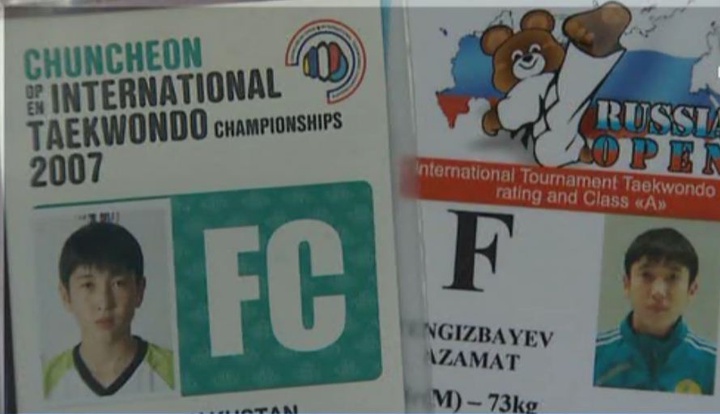 CHUNCHEON
OPEN INTERNATIONAL
TAEKWONDO CHAMPIONSHIPS
2007
FC
RUSSIA
OPEN
International Tournament Taekwondo
rating and Class «A»
F
NGIZBAYEV
AZAMAT
(M) – 73kg